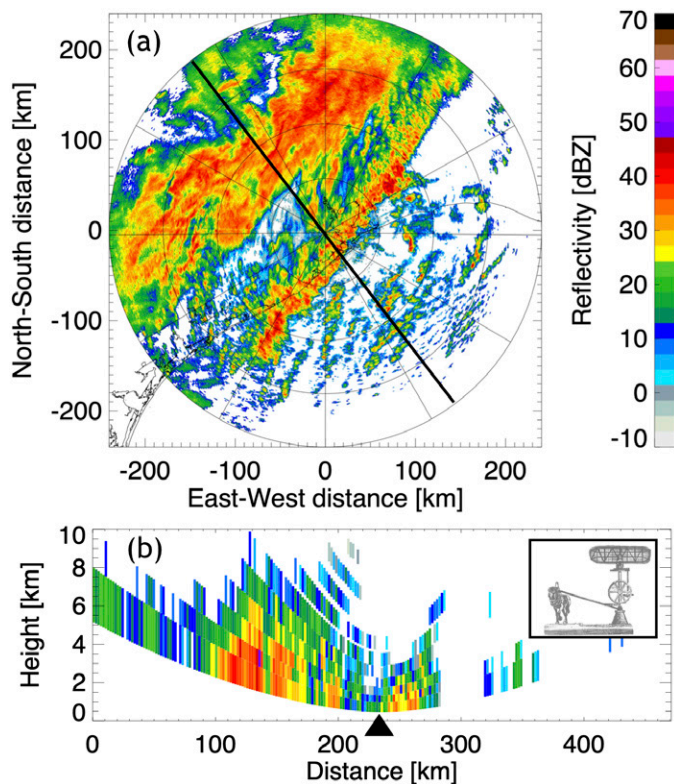 (a)
240
200
100
0
-100
-200
North-South distance [km]
-200 -100 0 100 200
East-West distance [km]
70
60
50
40
30
20
10
0
-10
Reflectivity [dBZ]
(b)
10
8
6
4
2
0
Height [km]
0 100 200 300 400
Distance [km]